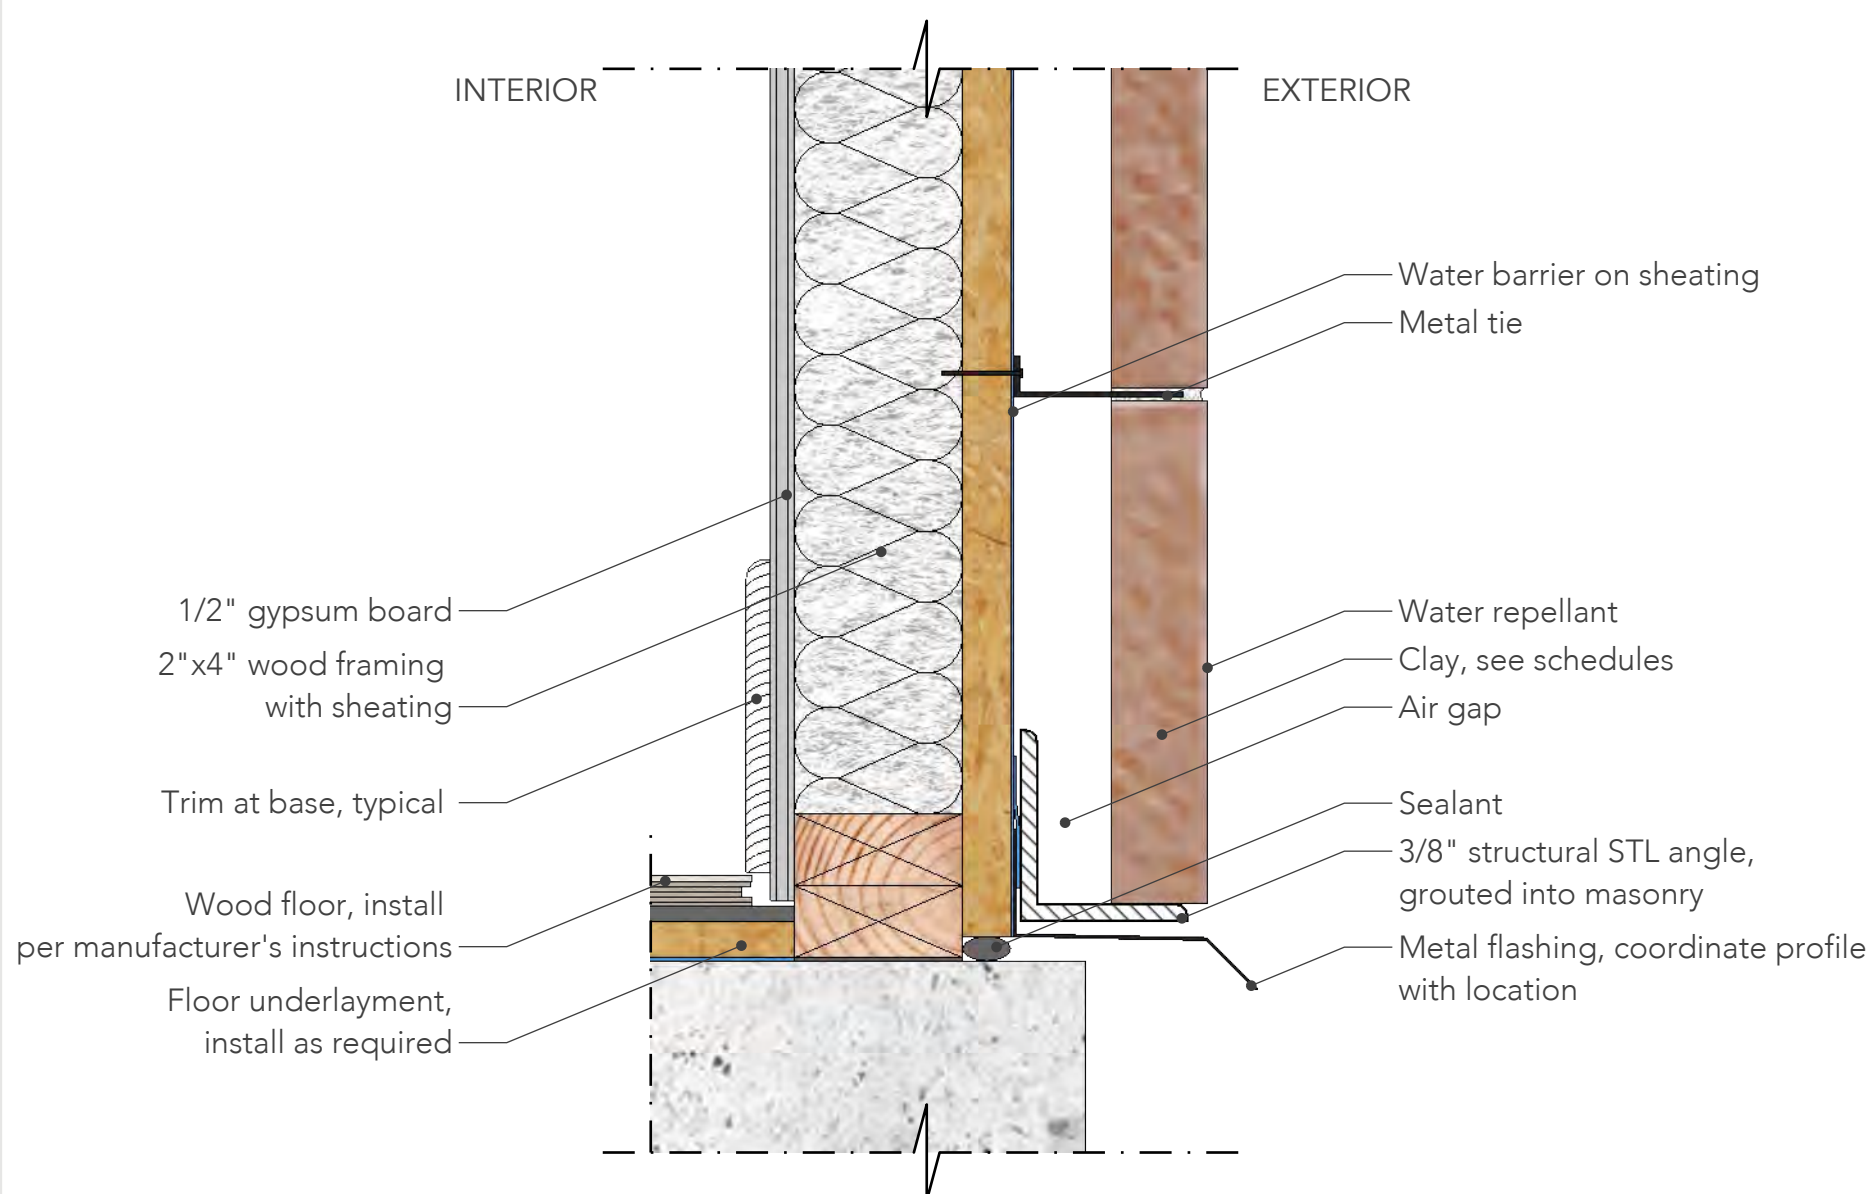 INTERIOR
EXTERIOR
Water barrier on sheating
Metal tie
1/2" gypsum board
2"x4" wood framing
with sheating
Trim at base, typical
Wood floor, install
per manufacturer's instructions
Floor underlayment,
install as required
Water repellant
Clay, see schedules
Air gap
Sealant
3/8" structural STL angle,
grouted into masonry
Metal flashing, coordinate profile
with location